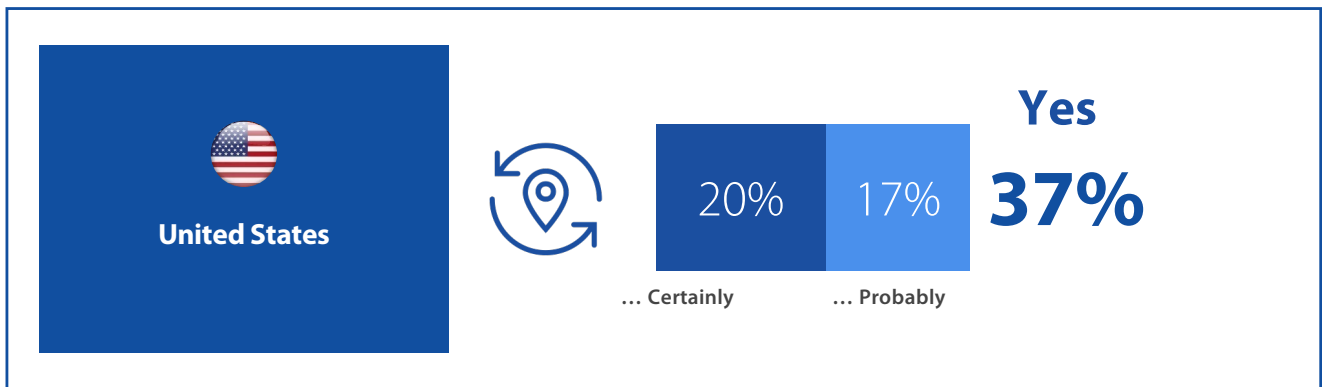 United States
20%
17%
Yes
37%
… Certainly
… Probably